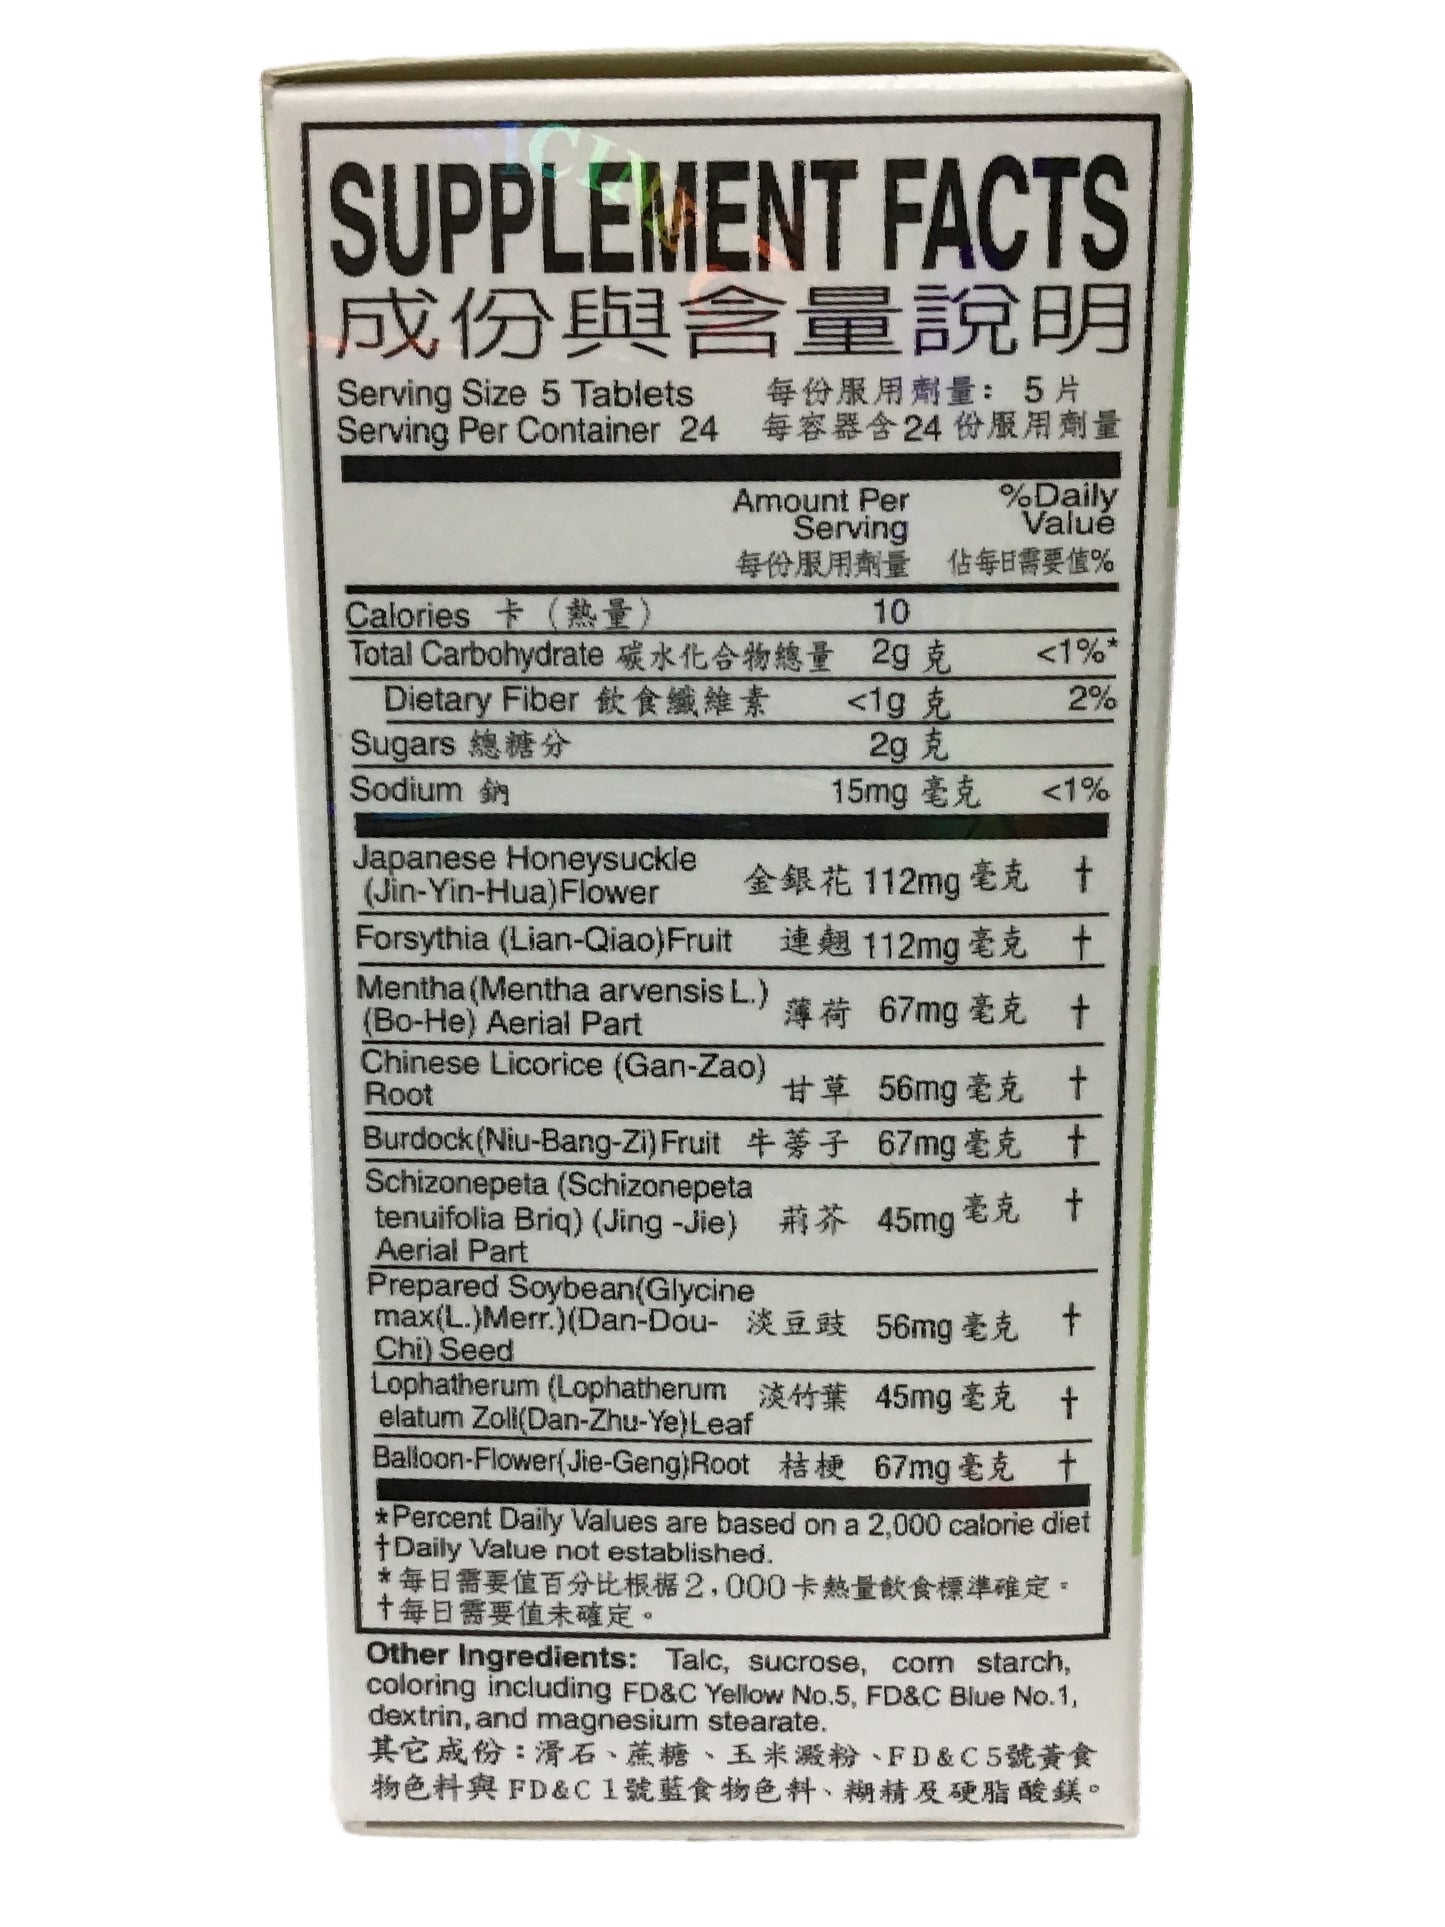 SUPPLEMENT FACTS
成份與含量說明
Serving Size 5 Tablets 每份服用劑量: 5 片
Serving Per Container 24 每容器含24 份服用劑量
Amount Per %Daily
Serving Value
每份服用劑量 佔每日需要值%
Calories 卡（熱量） 10
Total Carbohydrate 碳水化合物總量 2g 克 <1%*
Dietary Fiber 飲食纖維素 <1g 克 2%
Sugars 總糖分 2g 克
Sodium 鈉 15mg 毫克 <1%
Japanese Honeysuckle
(Jin-Yin-Hua)Flower 金銀花 112mg 毫克 †
Forsythia (Lian-Qiao)Fruit 連翹 112mg 毫克 †
Mentha(Mentha arvensis L.)
(Bo-He) Aerial Part 薄荷 67mg 毫克 †
Chinese Licorice (Gan-Zao)
Root 甘草 56mg 毫克 †
Burdock(Niu-Bang-Zi)Fruit 牛蒡子 67mg 毫克 †
Schizonepeta (Schizonepeta
tenuifolia Briq) (Jing -Jie) 荊芥 45mg 毫克 †
Aerial Part
Prepared Soybean(Glycine
max(L.)Merr.)(Dan-Dou- 淡豆豉 56mg 毫克 †
Chi) Seed
Lophatherum (Lophatherum 淡竹葉 45mg 毫克 †
elatum Zoll(Dan-Zhu-Ye)Leaf
Balloon-Flower(Jie-Geng)Root 桔梗 67mg 毫克 †
*Percent Daily Values are based on a 2,000 calorie diet
†Daily Value not established.
*每日需要值百分比根椐2,000卡熱量飲食標準確定。
†每日需要值未確定。
Other Ingredients: Talc, sucrose, corn starch,
coloring including FD&C Yellow No.5, FD&C Blue No.1,
dextrin, and magnesium stearate.
其它成份：滑石、蔗糖、玉米澱粉、FD&C5號黃食
物色料與 FD&C 1號藍食物色料、糊精及硬脂酸鎂。